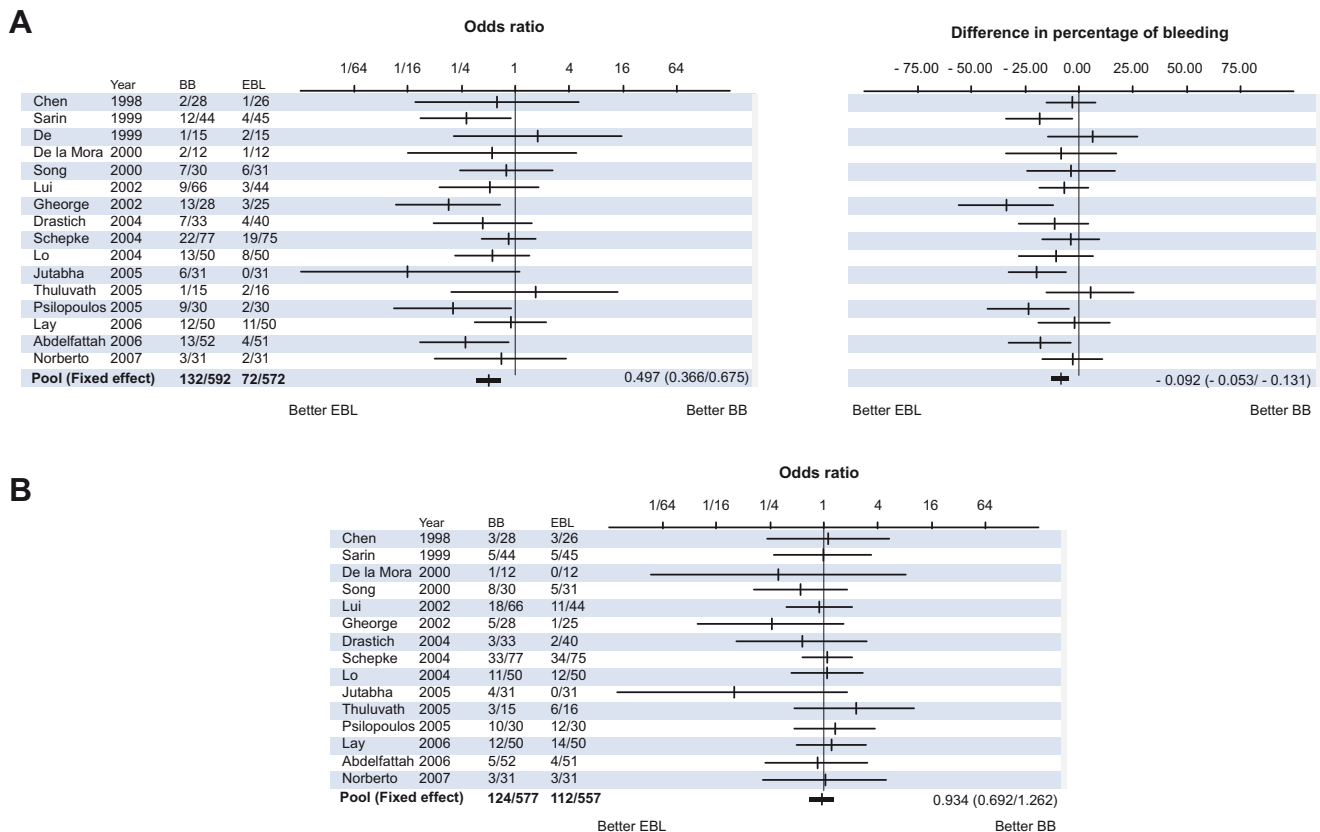 A
Odds ratio
1/64 1/16 1/4 1 4 16 64
Year BB EBL
Chen 1998 2/28 1/26
Sarin 1999 12/44 4/45
De 1999 1/15 2/15
De la Mora 2000 2/12 1/12
Song 2000 7/30 6/31
Lui 2002 9/66 3/44
Gheorge 2002 13/28 3/25
Drastich 2004 7/33 4/40
Schepke 2004 22/77 19/75
Lo 2004 13/50 8/50
Jutabha 2005 6/31 0/31
Thuluvath 2005 1/15 2/16
Psilopoulos 2005 9/30 2/30
Lay 2006 12/50 11/50
Abdelfattah 2006 13/52 4/51
Norberto 2007 3/31 2/31
Pool (Fixed effect) 132/592 72/572 0.497 (0.366/0.675)
Better EBL Better BB
Difference in percentage of bleeding
- 75.00 - 50.00 - 25.00 0.00 25.00 50.00 75.00
- 0.092 (- 0.053/ - 0.131)
Better EBL Better BB
B
Odds ratio
1/64 1/16 1/4 1 4 16 64
Year BB EBL
Chen 1998 3/28 3/26
Sarin 1999 5/44 5/45
De la Mora 2000 1/12 0/12
Song 2000 8/30 5/31
Lui 2002 18/66 11/44
Gheorge 2002 5/28 1/25
Drastich 2004 3/33 2/40
Schepke 2004 33/77 34/75
Lo 2004 11/50 12/50
Jutabha 2005 4/31 0/31
Thuluvath 2005 3/15 6/16
Psilopoulos 2005 10/30 12/30
Lay 2006 12/50 14/50
Abdelfattah 2006 5/52 4/51
Norberto 2007 3/31 3/31
Pool (Fixed effect) 124/577 112/557 0.934 (0.692/1.262)
Better EBL Better BB